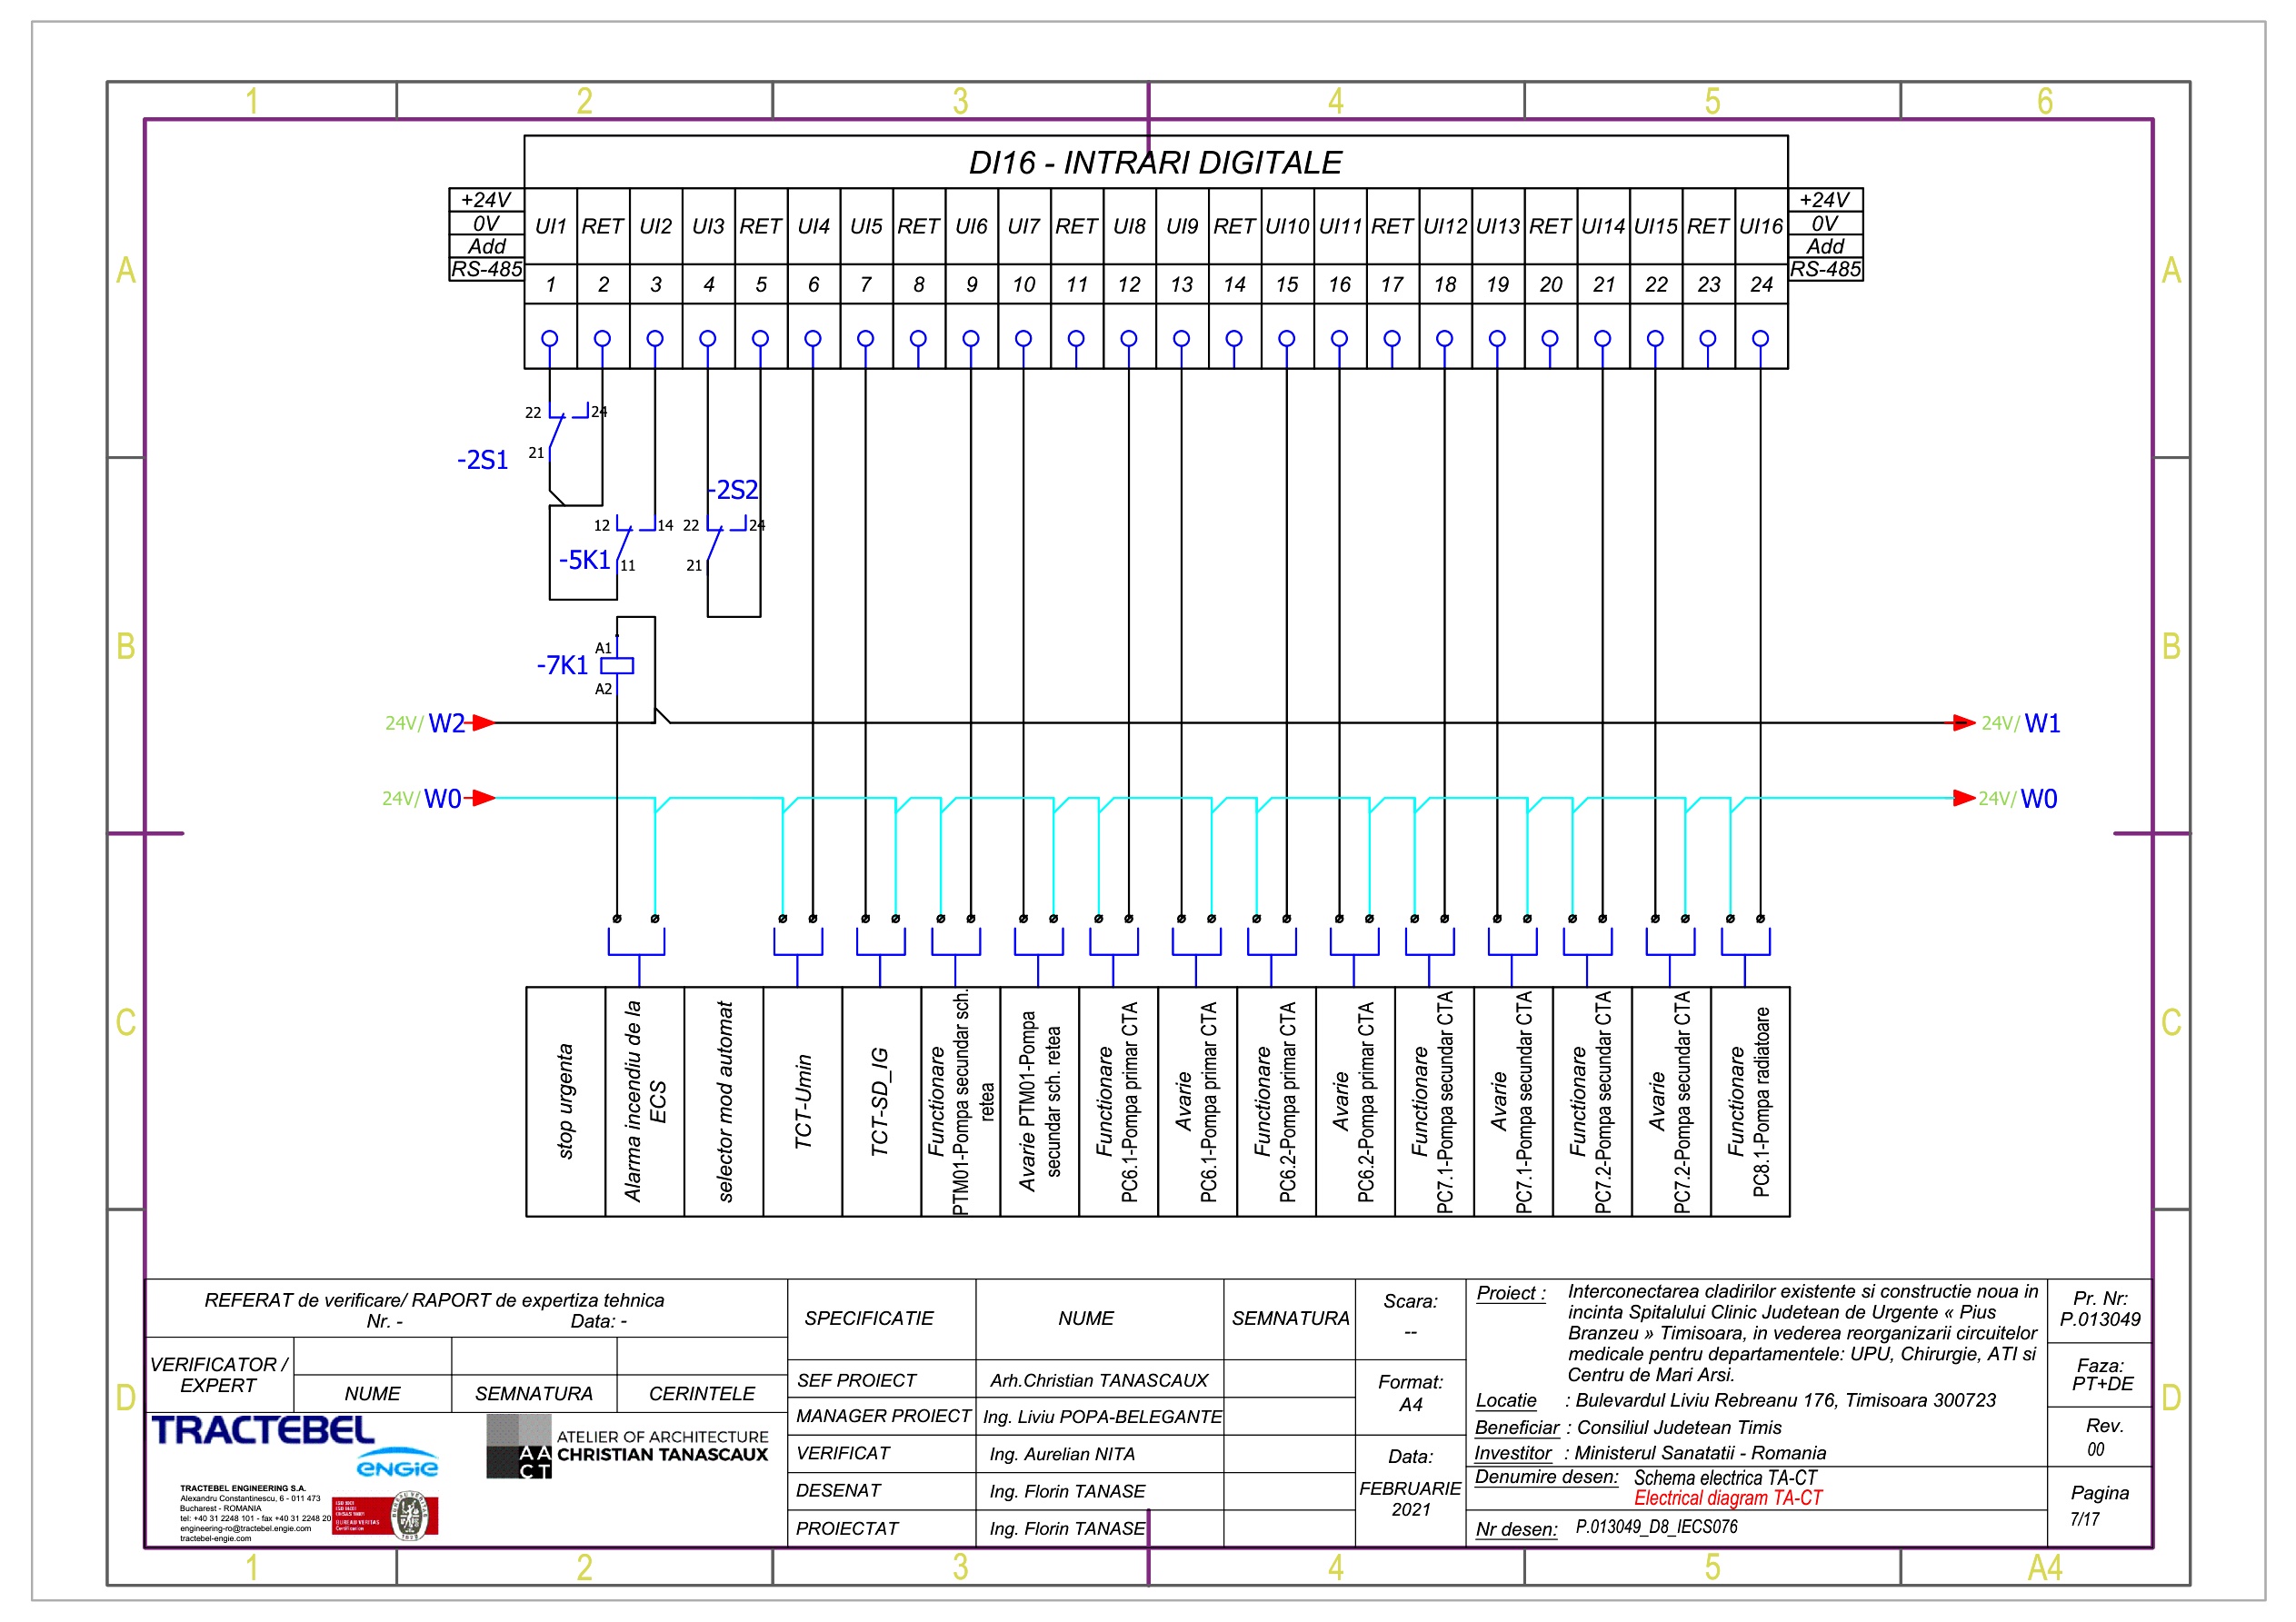 1 2 3 4 5 6
DI16 - INTRARI DIGITALE
+24V
0V
Add
RS-485
UI1 RET UI2 UI3 RET UI4 UI5 RET UI6 UI7 RET UI8 UI9 RET UI10 UI11 RET UI12 UI13 RET UI14 UI15 RET UI16
+24V
0V
Add
RS-485
1 2 3 4 5 6 7 8 9 10 11 12 13 14 15 16 17 18 19 20 21 22 23 24
A A
22 24
21
-2S1
-2S2
12 14 22 24
-5K1 11 21
B B
A1
-7K1
A2
24V/ W2 24V/ W1
24V/ W0 24V/ W0
C C
stop urgenta
Alarma incendiu de la
ECS
selector mod automat
TCT-Umin
TCT-SD_IG
Functionare
PTM01-Pompa secundar sch.
retea
Avarie PTM01-Pompa
secundar sch. retea
Functionare
PC6.1-Pompa primar CTA
Avarie
PC6.1-Pompa primar CTA
Functionare
PC6.2-Pompa primar CTA
Avarie
PC6.2-Pompa primar CTA
Functionare
PC7.1-Pompa secundar CTA
Avarie
PC7.1-Pompa secundar CTA
Functionare
PC7.2-Pompa secundar CTA
Avarie
PC7.2-Pompa secundar CTA
Functionare
PC8.1-Pompa radiatoare
D D
REFERAT de verificare/ RAPORT de expertiza tehnica
Nr. - Data: -
VERIFICATOR /
EXPERT
NUME SEMNATURA CERINTELE
TRACTEBEL
ENGIE
ATELIER OF ARCHITECTURE
CHRISTIAN TANASCAUX
AA
CT
TRACTEBEL ENGINEERING S.A.
Alexandru Constantinescu, 6 - 011 473
Bucharest - ROMANIA
tel: +40 31 2248 101 - fax +40 31 2248 20
engineering-ro@tractebel.engie.com
tractebel-engie.com
BUREAU VERITAS
Certification
SPECIFICATIE NUME SEMNATURA
SEF PROIECT Arh.Christian TANASCAUX
MANAGER PROIECT Ing. Liviu POPA-BELEGANTE
VERIFICAT Ing. Aurelian NITA
DESENAT Ing. Florin TANASE
PROIECTAT Ing. Florin TANASE
Scara:
--
Format:
A4
Data:
FEBRUARIE
2021
Proiect : Interconectarea cladirilor existente si constructie noua in
incinta Spitalului Clinic Judetean de Urgente « Pius
Branzeu » Timisoara, in vederea reorganizarii circuitelor
medicale pentru departamentele: UPU, Chirurgie, ATI si
Centru de Mari Arsi.
Locatie : Bulevardul Liviu Rebreanu 176, Timisoara 300723
Beneficiar : Consiliul Judetean Timis
Investitor : Ministerul Sanatatii - Romania
Denumire desen: Schema electrica TA-CT
Electrical diagram TA-CT
Nr desen: P.013049_D8_IECS076
Pr. Nr:
P.013049
Faza:
PT+DE
Rev.
00
Pagina
7/17
1 2 3 4 5 A4